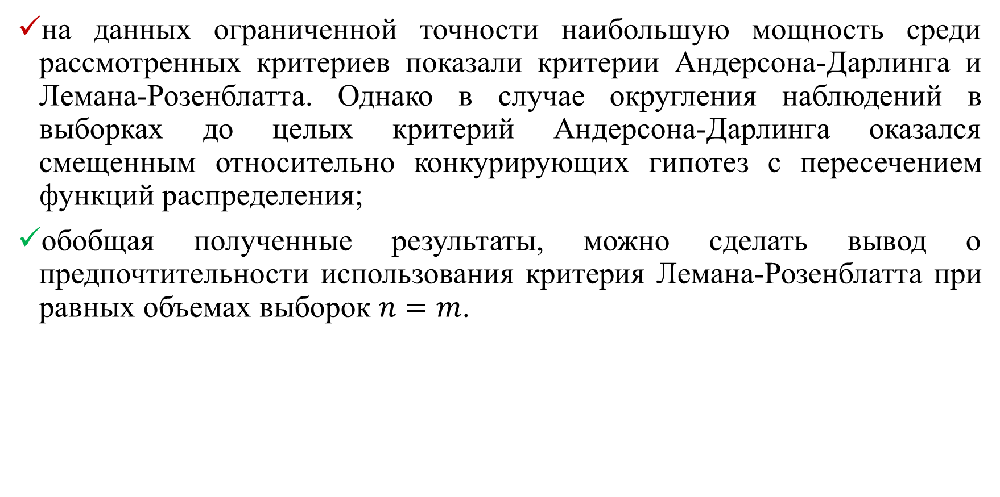 ✓на данных ограниченной точности наибольшую мощность среди
рассмотренных критериев показали критерии Андерсона-Дарлинга и
Лемана-Розенблатта. Однако в случае округления наблюдений в
выборках до целых критерий Андерсона-Дарлинга оказался
смещенным относительно конкурирующих гипотез с пересечением
функций распределения;
✓обобщая полученные результаты, можно сделать вывод о
предпочтительности использования критерия Лемана-Розенблатта при
равных объемах выборок n = m.